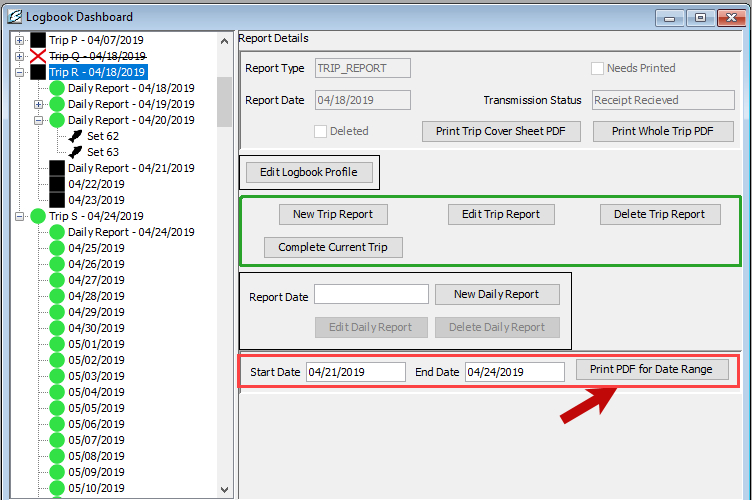 Logbook Dashboard
Trip P - 04/07/2019
Trip Q - 04/18/2019
Trip R - 04/18/2019
Daily Report - 04/18/2019
Daily Report - 04/19/2019
Daily Report - 04/20/2019
Set 62
Set 63
Daily Report - 04/21/2019
04/22/2019
04/23/2019
Trip S - 04/24/2019
Daily Report - 04/24/2019
04/25/2019
04/26/2019
04/27/2019
04/28/2019
04/29/2019
04/30/2019
05/01/2019
05/02/2019
05/03/2019
05/04/2019
05/05/2019
05/06/2019
05/07/2019
05/08/2019
05/09/2019
05/10/2019
Report Details
Report Type TRIP_REPORT Needs Printed
Report Date 04/18/2019 Transmission Status Receipt Recieved
Deleted Print Trip Cover Sheet PDF Print Whole Trip PDF
Edit Logbook Profile
New Trip Report Edit Trip Report Delete Trip Report
Complete Current Trip
Report Date New Daily Report
Edit Daily Report Delete Daily Report
Start Date 04/21/2019 End Date 04/24/2019 Print PDF for Date Range